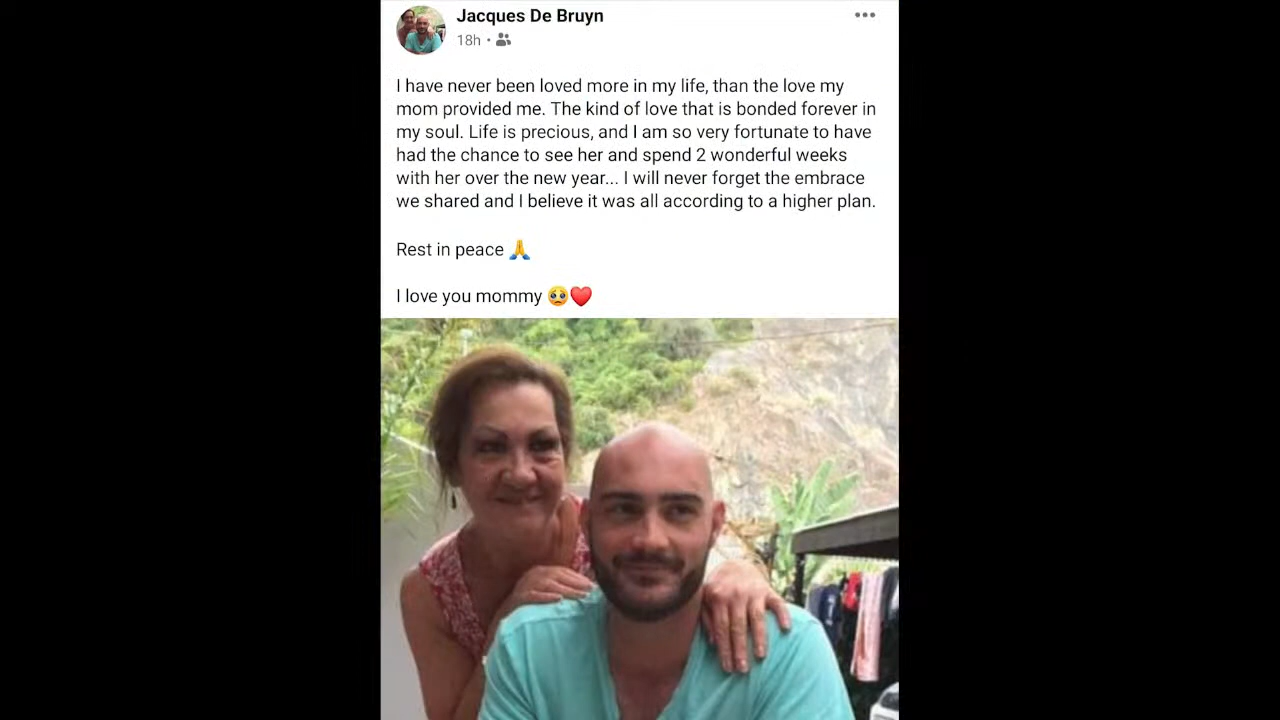 Jacques De Bruyn
18h •
I have never been loved more in my life, than the love my
mom provided me. The kind of love that is bonded forever in
my soul. Life is precious, and I am so very fortunate to have
had the chance to see her and spend 2 wonderful weeks
with her over the new year... I will never forget the embrace
we shared and I believe it was all according to a higher plan.
Rest in peace 🙏
I love you mommy 🥹❤️